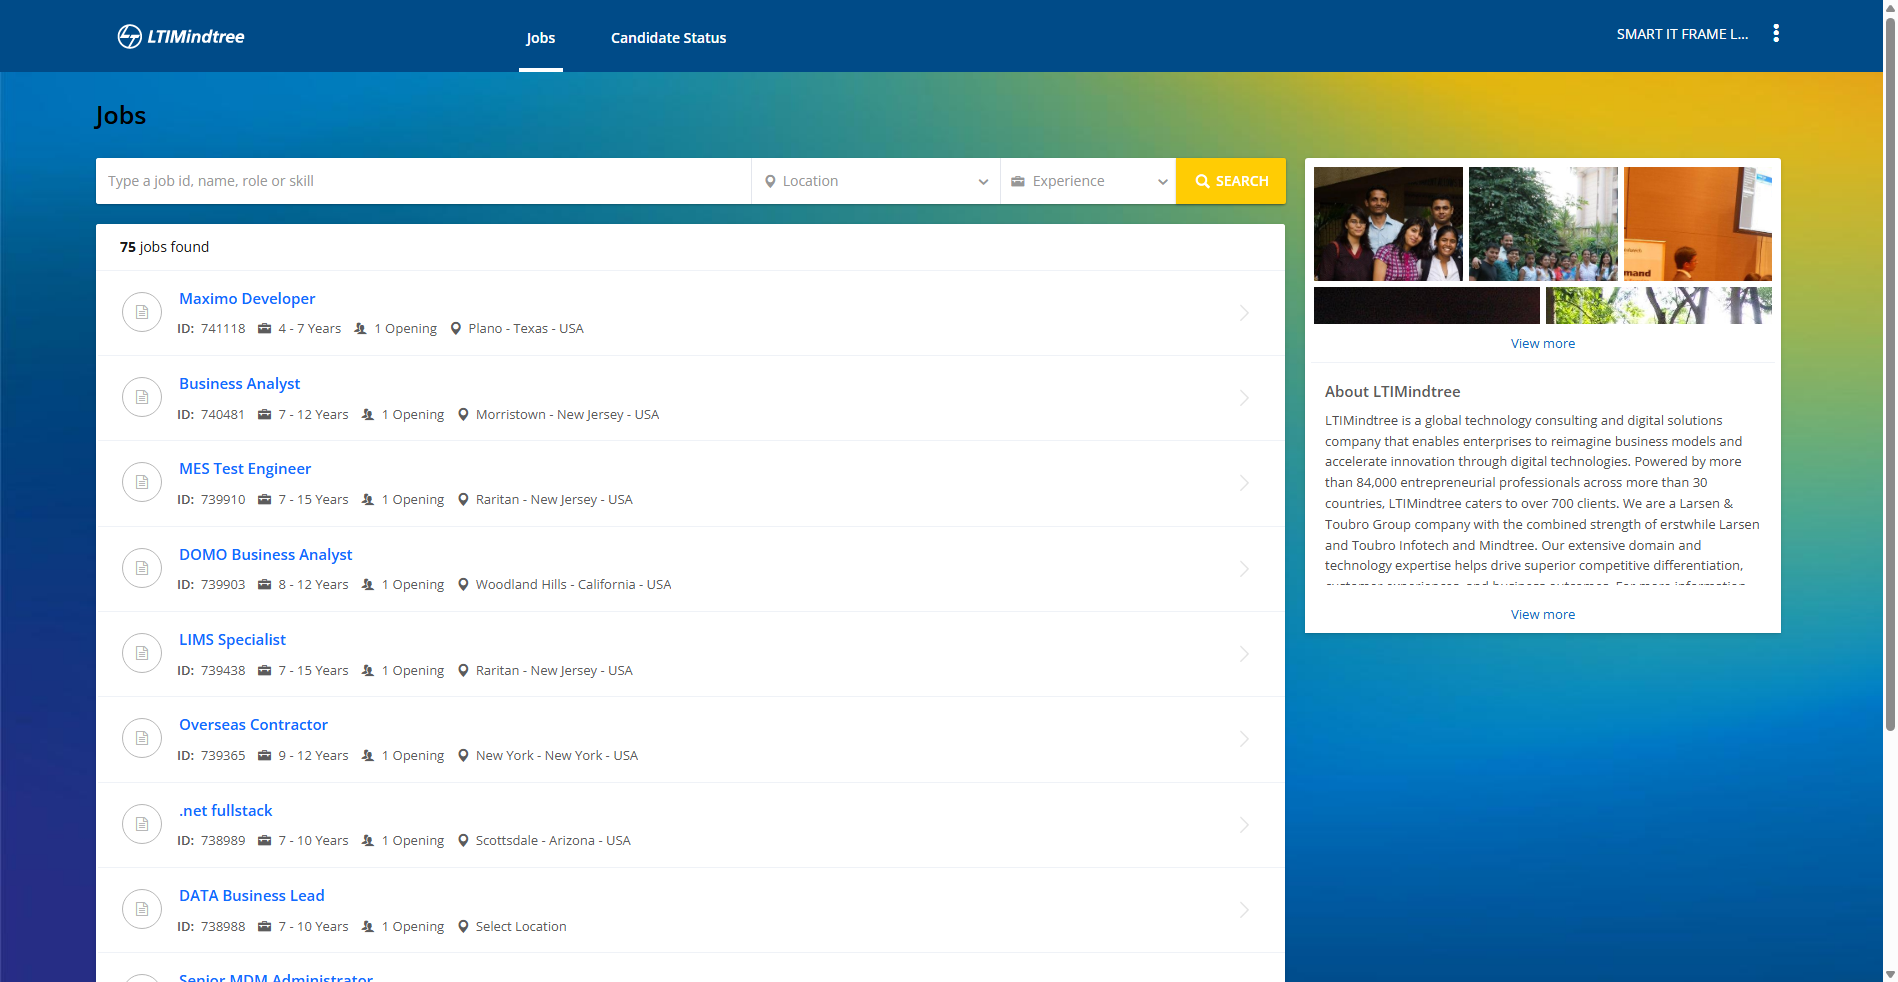 LTIMindtree
Jobs
Candidate Status
SMART IT FRAME L...
Jobs
Type a job id, name, role or skill
Location
Experience
SEARCH
75 jobs found
Maximo Developer
ID: 741118 4 - 7 Years 1 Opening Plano - Texas - USA
Business Analyst
ID: 740481 7 - 12 Years 1 Opening Morristown - New Jersey - USA
MES Test Engineer
ID: 739910 7 - 15 Years 1 Opening Raritan - New Jersey - USA
DOMO Business Analyst
ID: 739903 8 - 12 Years 1 Opening Woodland Hills - California - USA
LIMS Specialist
ID: 739438 7 - 15 Years 1 Opening Raritan - New Jersey - USA
Overseas Contractor
ID: 739365 9 - 12 Years 1 Opening New York - New York - USA
.net fullstack
ID: 738989 7 - 10 Years 1 Opening Scottsdale - Arizona - USA
DATA Business Lead
ID: 738988 7 - 10 Years 1 Opening Select Location
Senior MDM Administrator
mand
View more
About LTIMindtree
LTIMindtree is a global technology consulting and digital solutions
company that enables enterprises to reimagine business models and
accelerate innovation through digital technologies. Powered by more
than 84,000 entrepreneurial professionals across more than 30
countries, LTIMindtree caters to over 700 clients. We are a Larsen &
Toubro Group company with the combined strength of erstwhile Larsen
and Toubro Infotech and Mindtree. Our extensive domain and
technology expertise helps drive superior competitive differentiation,
customer experiences, and business outcomes. For more information
View more